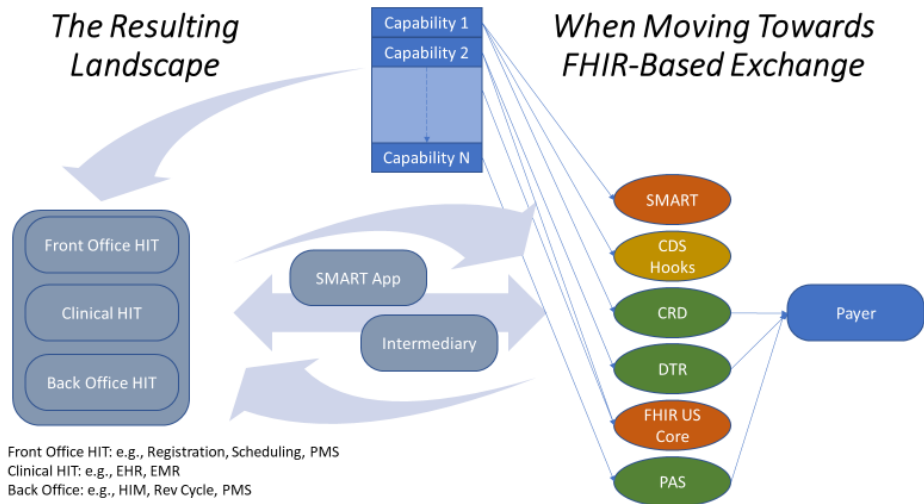 The Resulting
Landscape
When Moving Towards
FHIR-Based Exchange
Capability 1
Capability 2
Capability N
Front Office HIT
Clinical HIT
Back Office HIT
SMART App
Intermediary
SMART
CDS
Hooks
CRD
DTR
FHIR US
Core
PAS
Payer
Front Office HIT: e.g., Registration, Scheduling, PMS
Clinical HIT: e.g., EHR, EMR
Back Office: e.g., HIM, Rev Cycle, PMS